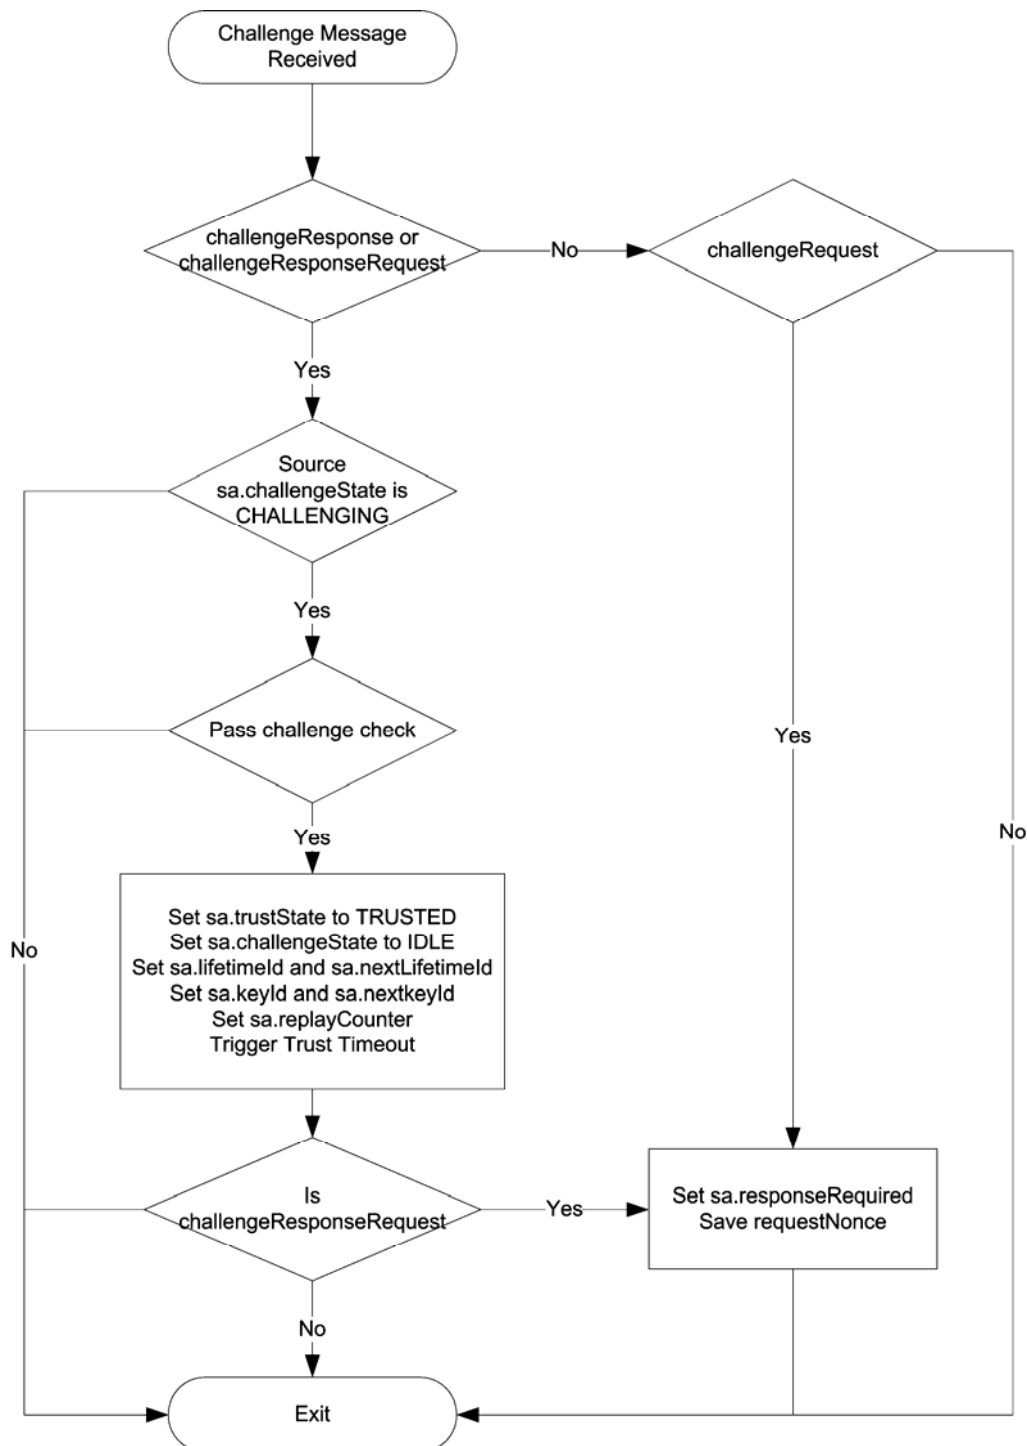 Challenge Message
Received
challengeResponse or
challengeResponseRequest
No
challengeRequest
Yes
Source
sa.challengeState is
CHALLENGING
Yes
Pass challenge check
Yes
Yes
No
Set sa.trustState to TRUSTED
Set sa.challengeState to IDLE
Set sa.lifetimeId and sa.nextLifetimeId
Set sa.keyId and sa.nextkeyId
Set sa.replayCounter
Trigger Trust Timeout
No
Is
challengeResponseRequest
Yes
Set sa.responseRequired
Save requestNonce
No
Exit